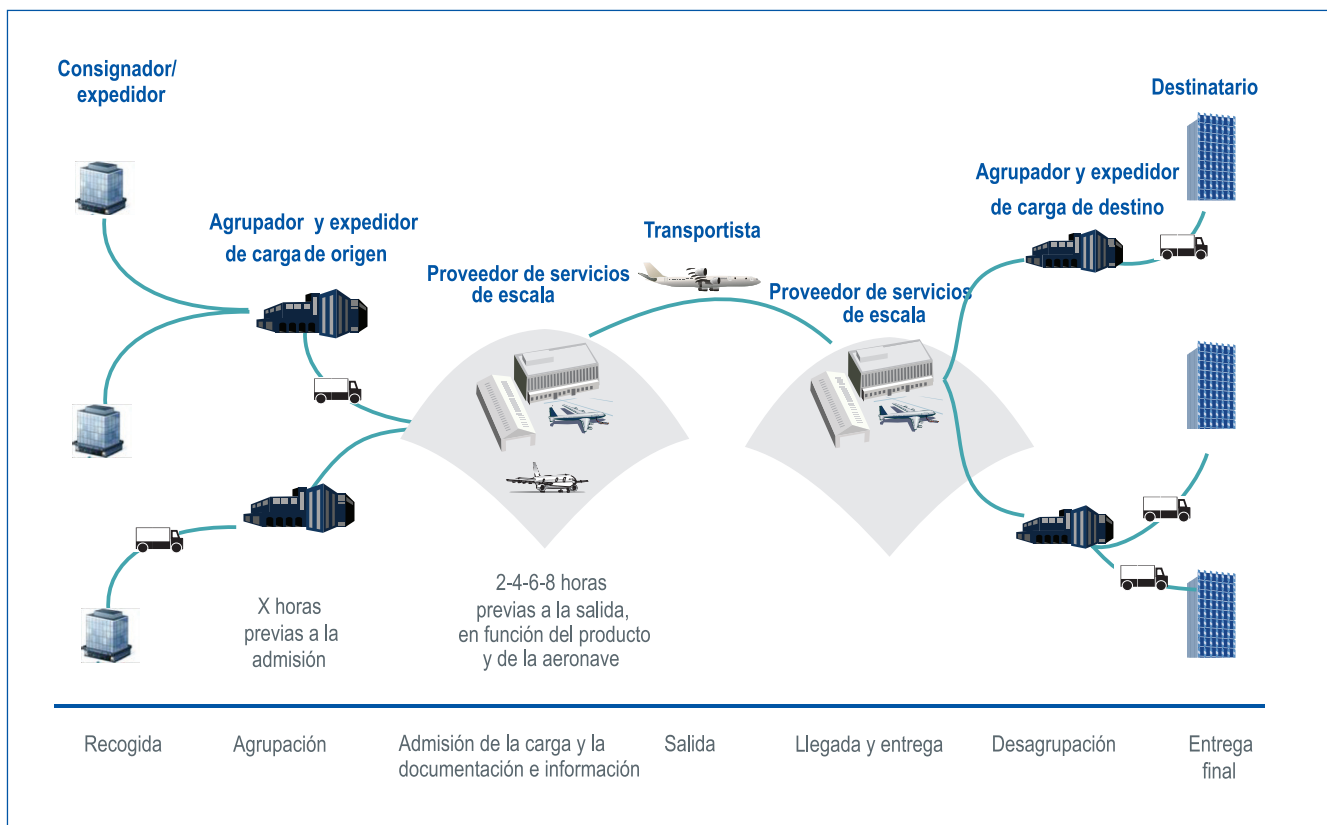 Consignador/
expedidor
Destinatario
Agrupador y expedidor
de carga de destino
Agrupador y expedidor
de carga de origen
Transportista
Proveedor de servicios
de escala
Proveedor de servicios
de escala
X horas
previas a la
admisión
2-4-6-8 horas
previas a la salida,
en función del producto
y de la aeronave
Recogida
Agrupación
Admisión de la carga y la
documentación e información
Salida
Llegada y entrega
Desagrupación
Entrega
final